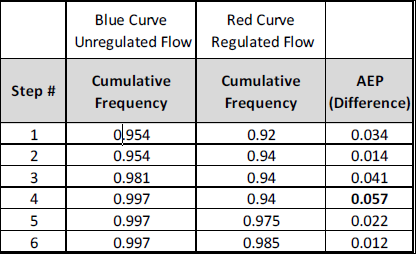 Blue Curve Red Curve
Unregulated Flow Regulated Flow
Step # Cumulative Frequency Cumulative Frequency AEP (Difference)
1 0.954 0.92 0.034
2 0.954 0.94 0.014
3 0.981 0.94 0.041
4 0.997 0.94 0.057
5 0.997 0.975 0.022
6 0.997 0.985 0.012